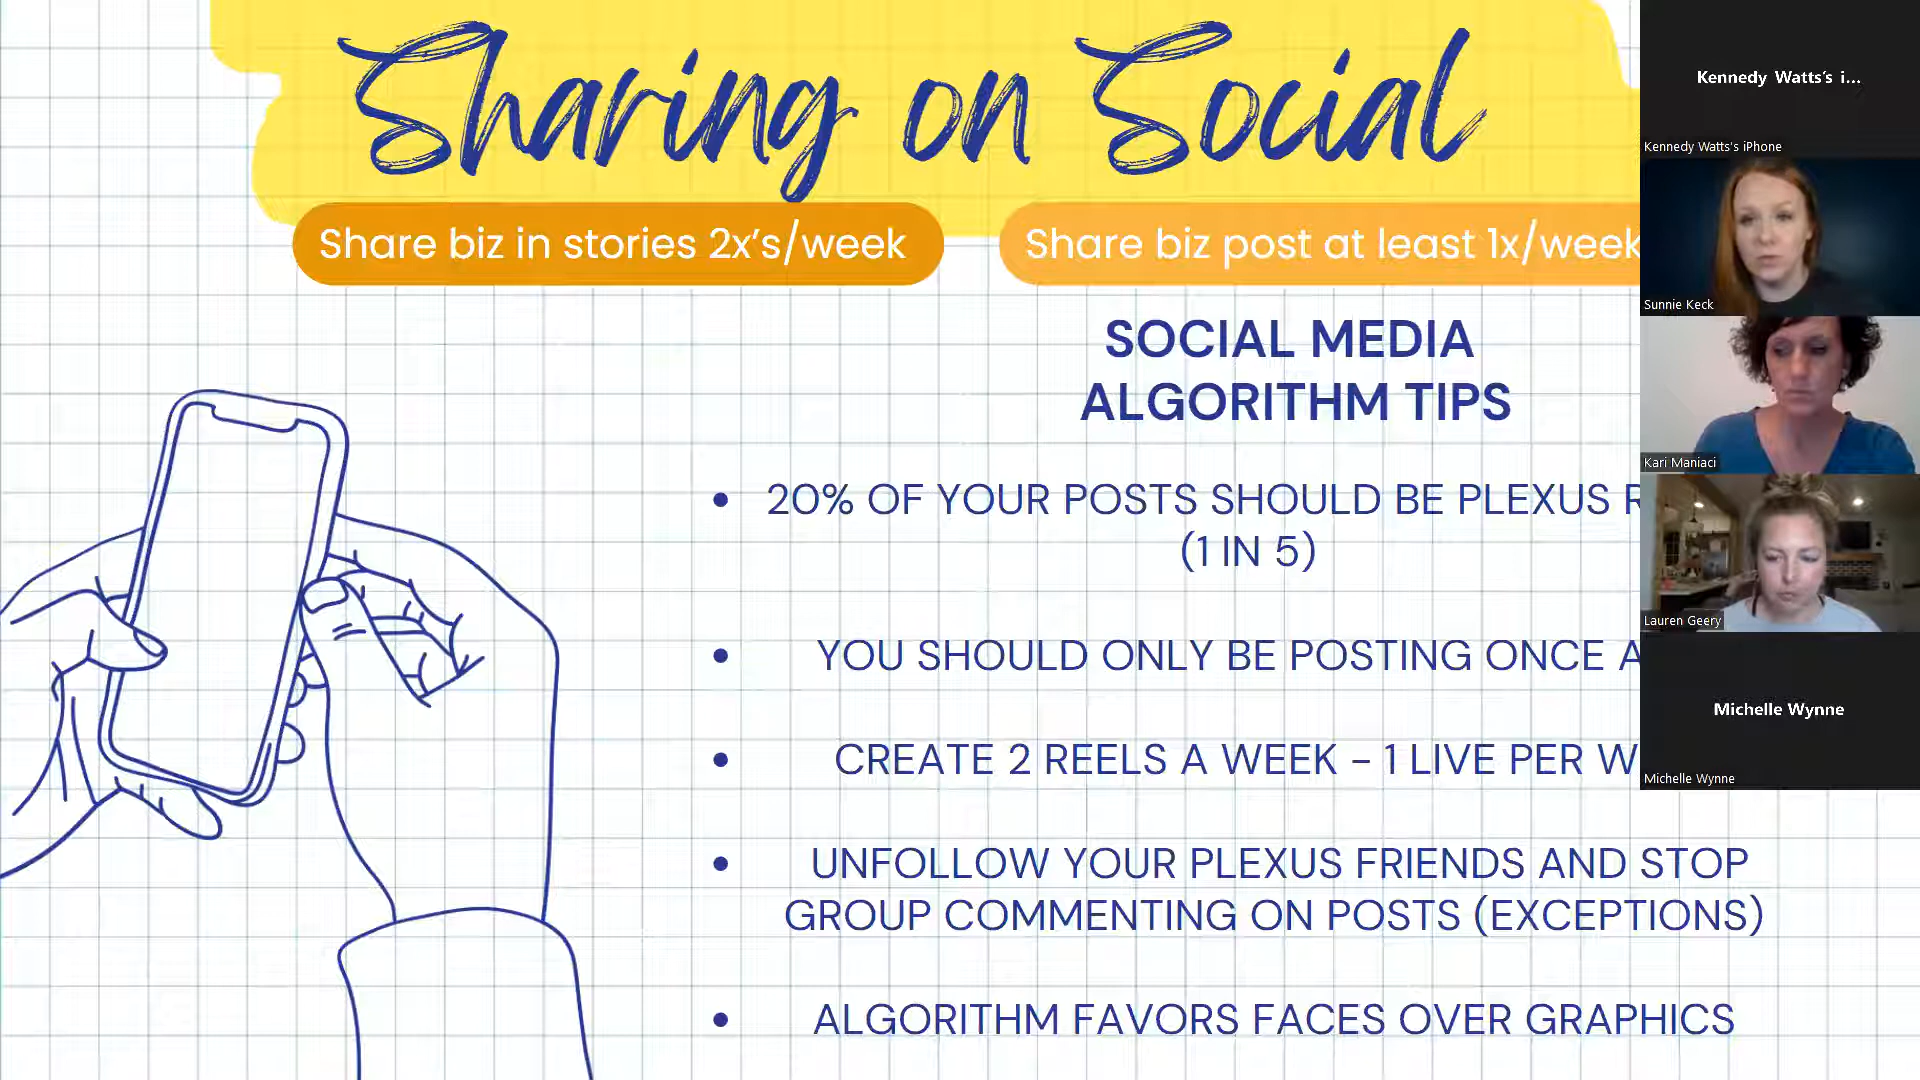 Sharing on Social
Share biz in stories 2x's/week
Share biz post at least 1x/week
SOCIAL MEDIA
ALGORITHM TIPS
• 20% OF YOUR POSTS SHOULD BE PLEXUS
(1 IN 5)
• YOU SHOULD ONLY BE POSTING ONCE A
• CREATE 2 REELS A WEEK – 1 LIVE PER
• UNFOLLOW YOUR PLEXUS FRIENDS AND STOP
GROUP COMMENTING ON POSTS (EXCEPTIONS)
• ALGORITHM FAVORS FACES OVER GRAPHICS
Kennedy Watts's i...
Kennedy Watts's iPhone
Sunnie Keck
Kari Maniaci
Lauren Geery
Michelle Wynne
Michelle Wynne